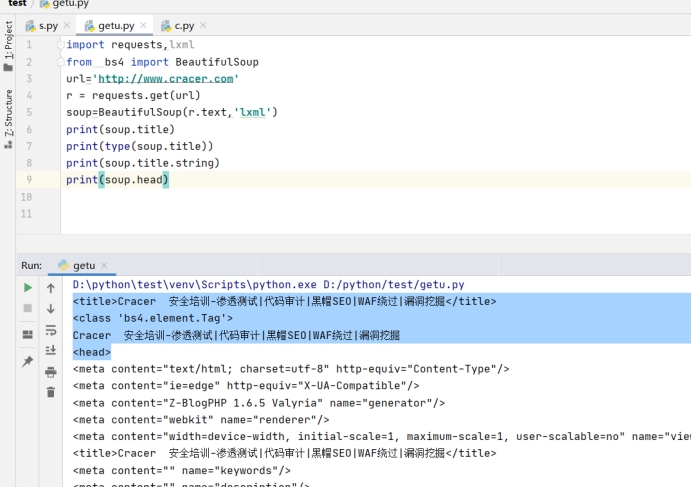 test getu.py
s.py getu.py c.py
1: Project
Z: Structure
1 import requests,lxml
2 from bs4 import BeautifulSoup
3 url='http://www.cracer.com'
4 r = requests.get(url)
5 soup=BeautifulSoup(r.text,'lxml')
6 print(soup.title)
7 print(type(soup.title))
8 print(soup.title.string)
9 print(soup.head)
10
11
Run: getu
D:\python\test\venv\Scripts\python.exe D:/python/test/getu.py
<title>Cracer 安全培训-渗透测试|代码审计|黑帽SEO|WAF绕过|漏洞挖掘</title>
<class 'bs4.element.Tag'>
Cracer 安全培训-渗透测试|代码审计|黑帽SEO|WAF绕过|漏洞挖掘
<head>
<meta content="text/html; charset=utf-8" http-equiv="Content-Type"/>
<meta content="ie=edge" http-equiv="X-UA-Compatible"/>
<meta content="Z-BlogPHP 1.6.5 Valyria" name="generator"/>
<meta content="webkit" name="renderer"/>
<meta content="width=device-width, initial-scale=1, maximum-scale=1, user-scalable=no" name="view
<title>Cracer 安全培训-渗透测试|代码审计|黑帽SEO|WAF绕过|漏洞挖掘</title>
<meta content="" name="keywords"/>
<meta content="" name="description"/>